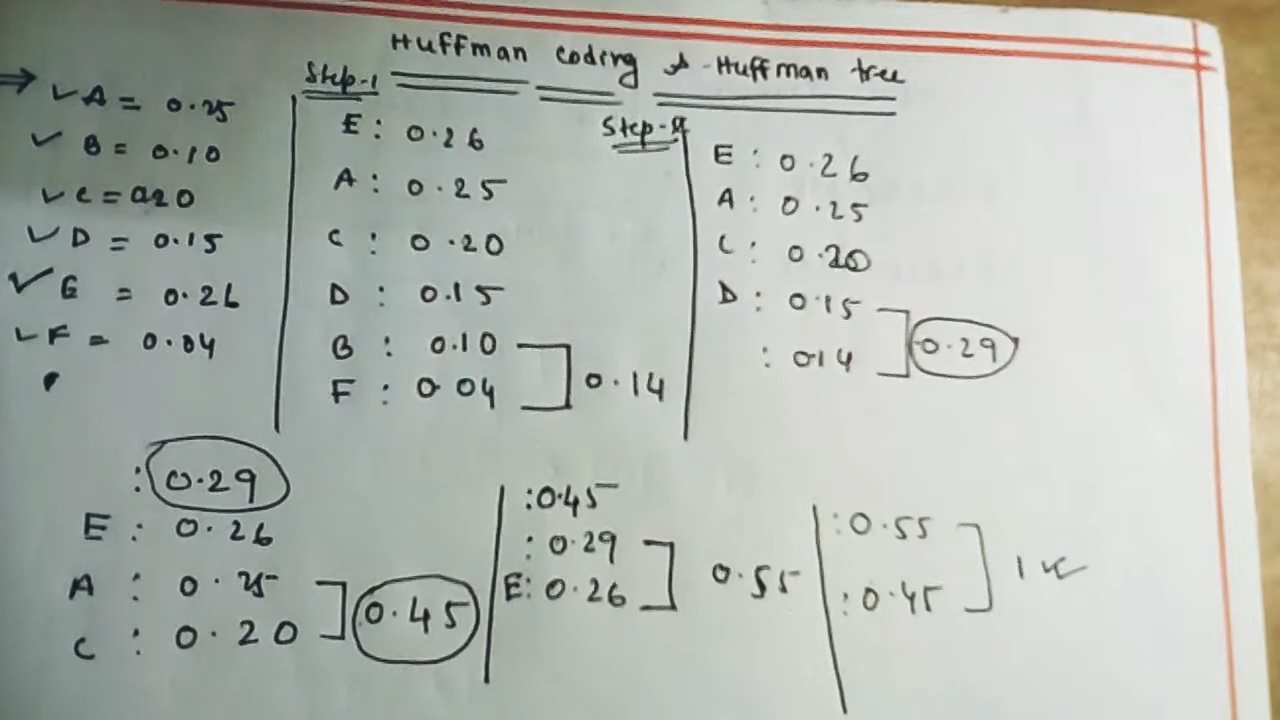 Huffman coding & Huffman tree
⇒ ✓ A = 0.25
✓ B = 0.10
✓ C = 0.20
✓ D = 0.15
✓ E = 0.26
✓ F = 0.04
Step-1
E : 0.26
A : 0.25
C : 0.20
D : 0.15
B : 0.10
F : 0.04
0.14
Step-2
E : 0.26
A : 0.25
C : 0.20
D : 0.15
: 0.14
0.29
: 0.29
E : 0.26
A : 0.25
C : 0.20
0.45
: 0.45
: 0.29
E : 0.26
0.55
: 0.55
: 0.45
1 ✓